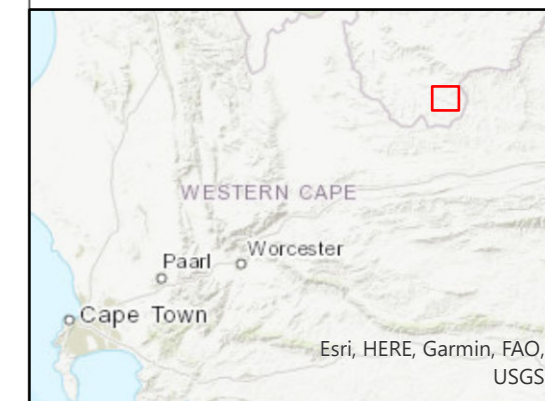 WESTERN CAPE
Worcester
Paarl
Cape Town
Esri, HERE, Garmin, FAO,
USGS